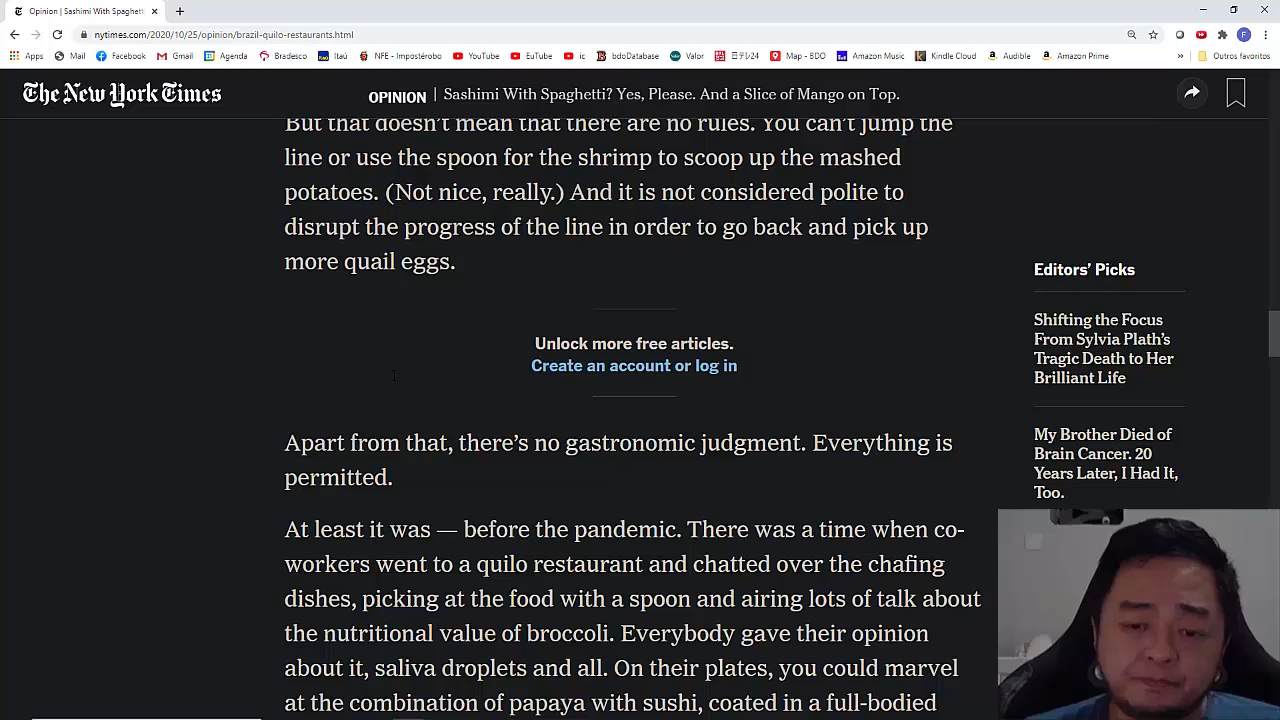 Opinion | Sashimi With Spaghett
nytimes.com/2020/10/25/opinion/brazil-quilo-restaurants.html
F
Apps Mail Facebook Gmail Agenda Bradesco Itaú NFE - Impostérobo YouTube EuTube ic bdoDatabase Valor 日テレ24 Map - BDO Amazon Music Kindle Cloud Audible Amazon Prime » Outros favoritos
The New York Times
OPINION | Sashimi With Spaghetti? Yes, Please. And a Slice of Mango on Top.
But that doesn't mean that there are no rules. You can't jump the
line or use the spoon for the shrimp to scoop up the mashed
potatoes. (Not nice, really.) And it is not considered polite to
disrupt the progress of the line in order to go back and pick up
more quail eggs.
Unlock more free articles.
Create an account or log in
Apart from that, there's no gastronomic judgment. Everything is
permitted.
At least it was — before the pandemic. There was a time when co-
workers went to a quilo restaurant and chatted over the chafing
dishes, picking at the food with a spoon and airing lots of talk about
the nutritional value of broccoli. Everybody gave their opinion
about it, saliva droplets and all. On their plates, you could marvel
at the combination of papaya with sushi, coated in a full-bodied
Editors' Picks
Shifting the Focus
From Sylvia Plath's
Tragic Death to Her
Brilliant Life
My Brother Died of
Brain Cancer. 20
Years Later, I Had It,
Too.